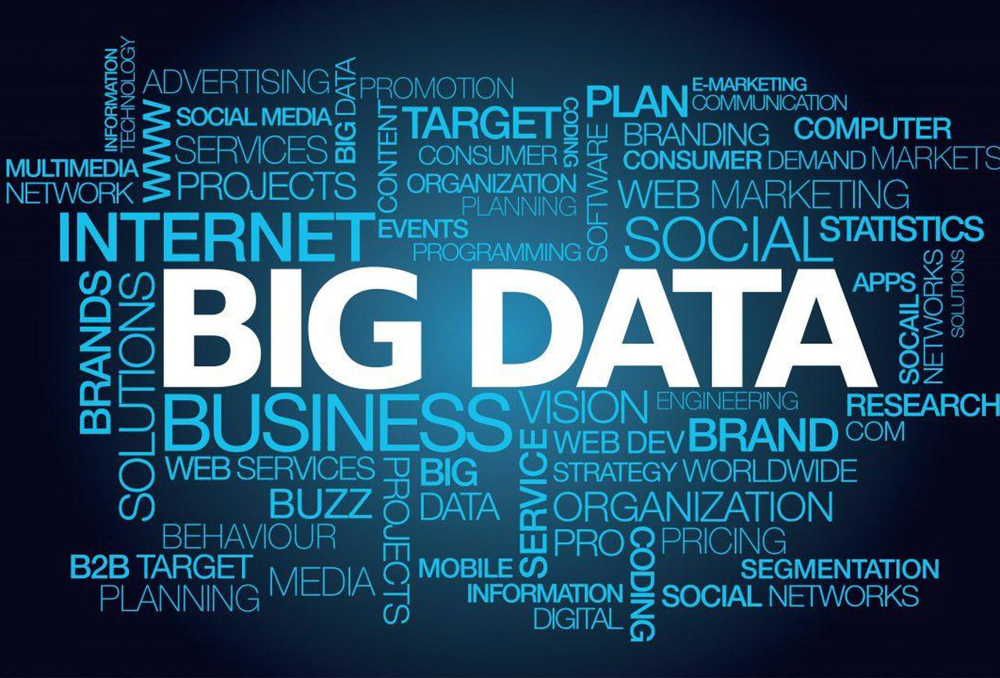 INFORMATION
TECHNOLOGY
ADVERTISING
BIG DATA
PROMOTION
PLAN
E-MARKETING
COMMUNICATION
WWW
SOCIAL MEDIA
CONTENT
TARGET
CODING
SOFTWARE
BRANDING
COMPUTER
SERVICES
CONSUMER
CONSUMER DEMAND MARKETS
MULTIMEDIA
NETWORK
PROJECTS
ORGANIZATION
PLANNING
WEB MARKETING
INTERNET
EVENTS
PROGRAMMING
SOCIAL
STATISTICS
BRANDS
SOLUTIONS
BIG DATA
APPS
SOCAIL
NETWORKS
SOLUTIONS
BUSINESS
VISION
ENGINEERING
RESEARCH
COM
SERVICE
WEB DEV
BRAND
WEB SERVICES
PROJECTS
BIG
DATA
STRATEGY WORLDWIDE
BUZZ
ORGANIZATION
BEHAVIOUR
PRO
CODING
PRICING
B2B TARGET
PLANNING
MEDIA
MOBILE
SEGMENTATION
INFORMATION
DIGITAL
SOCIAL NETWORKS